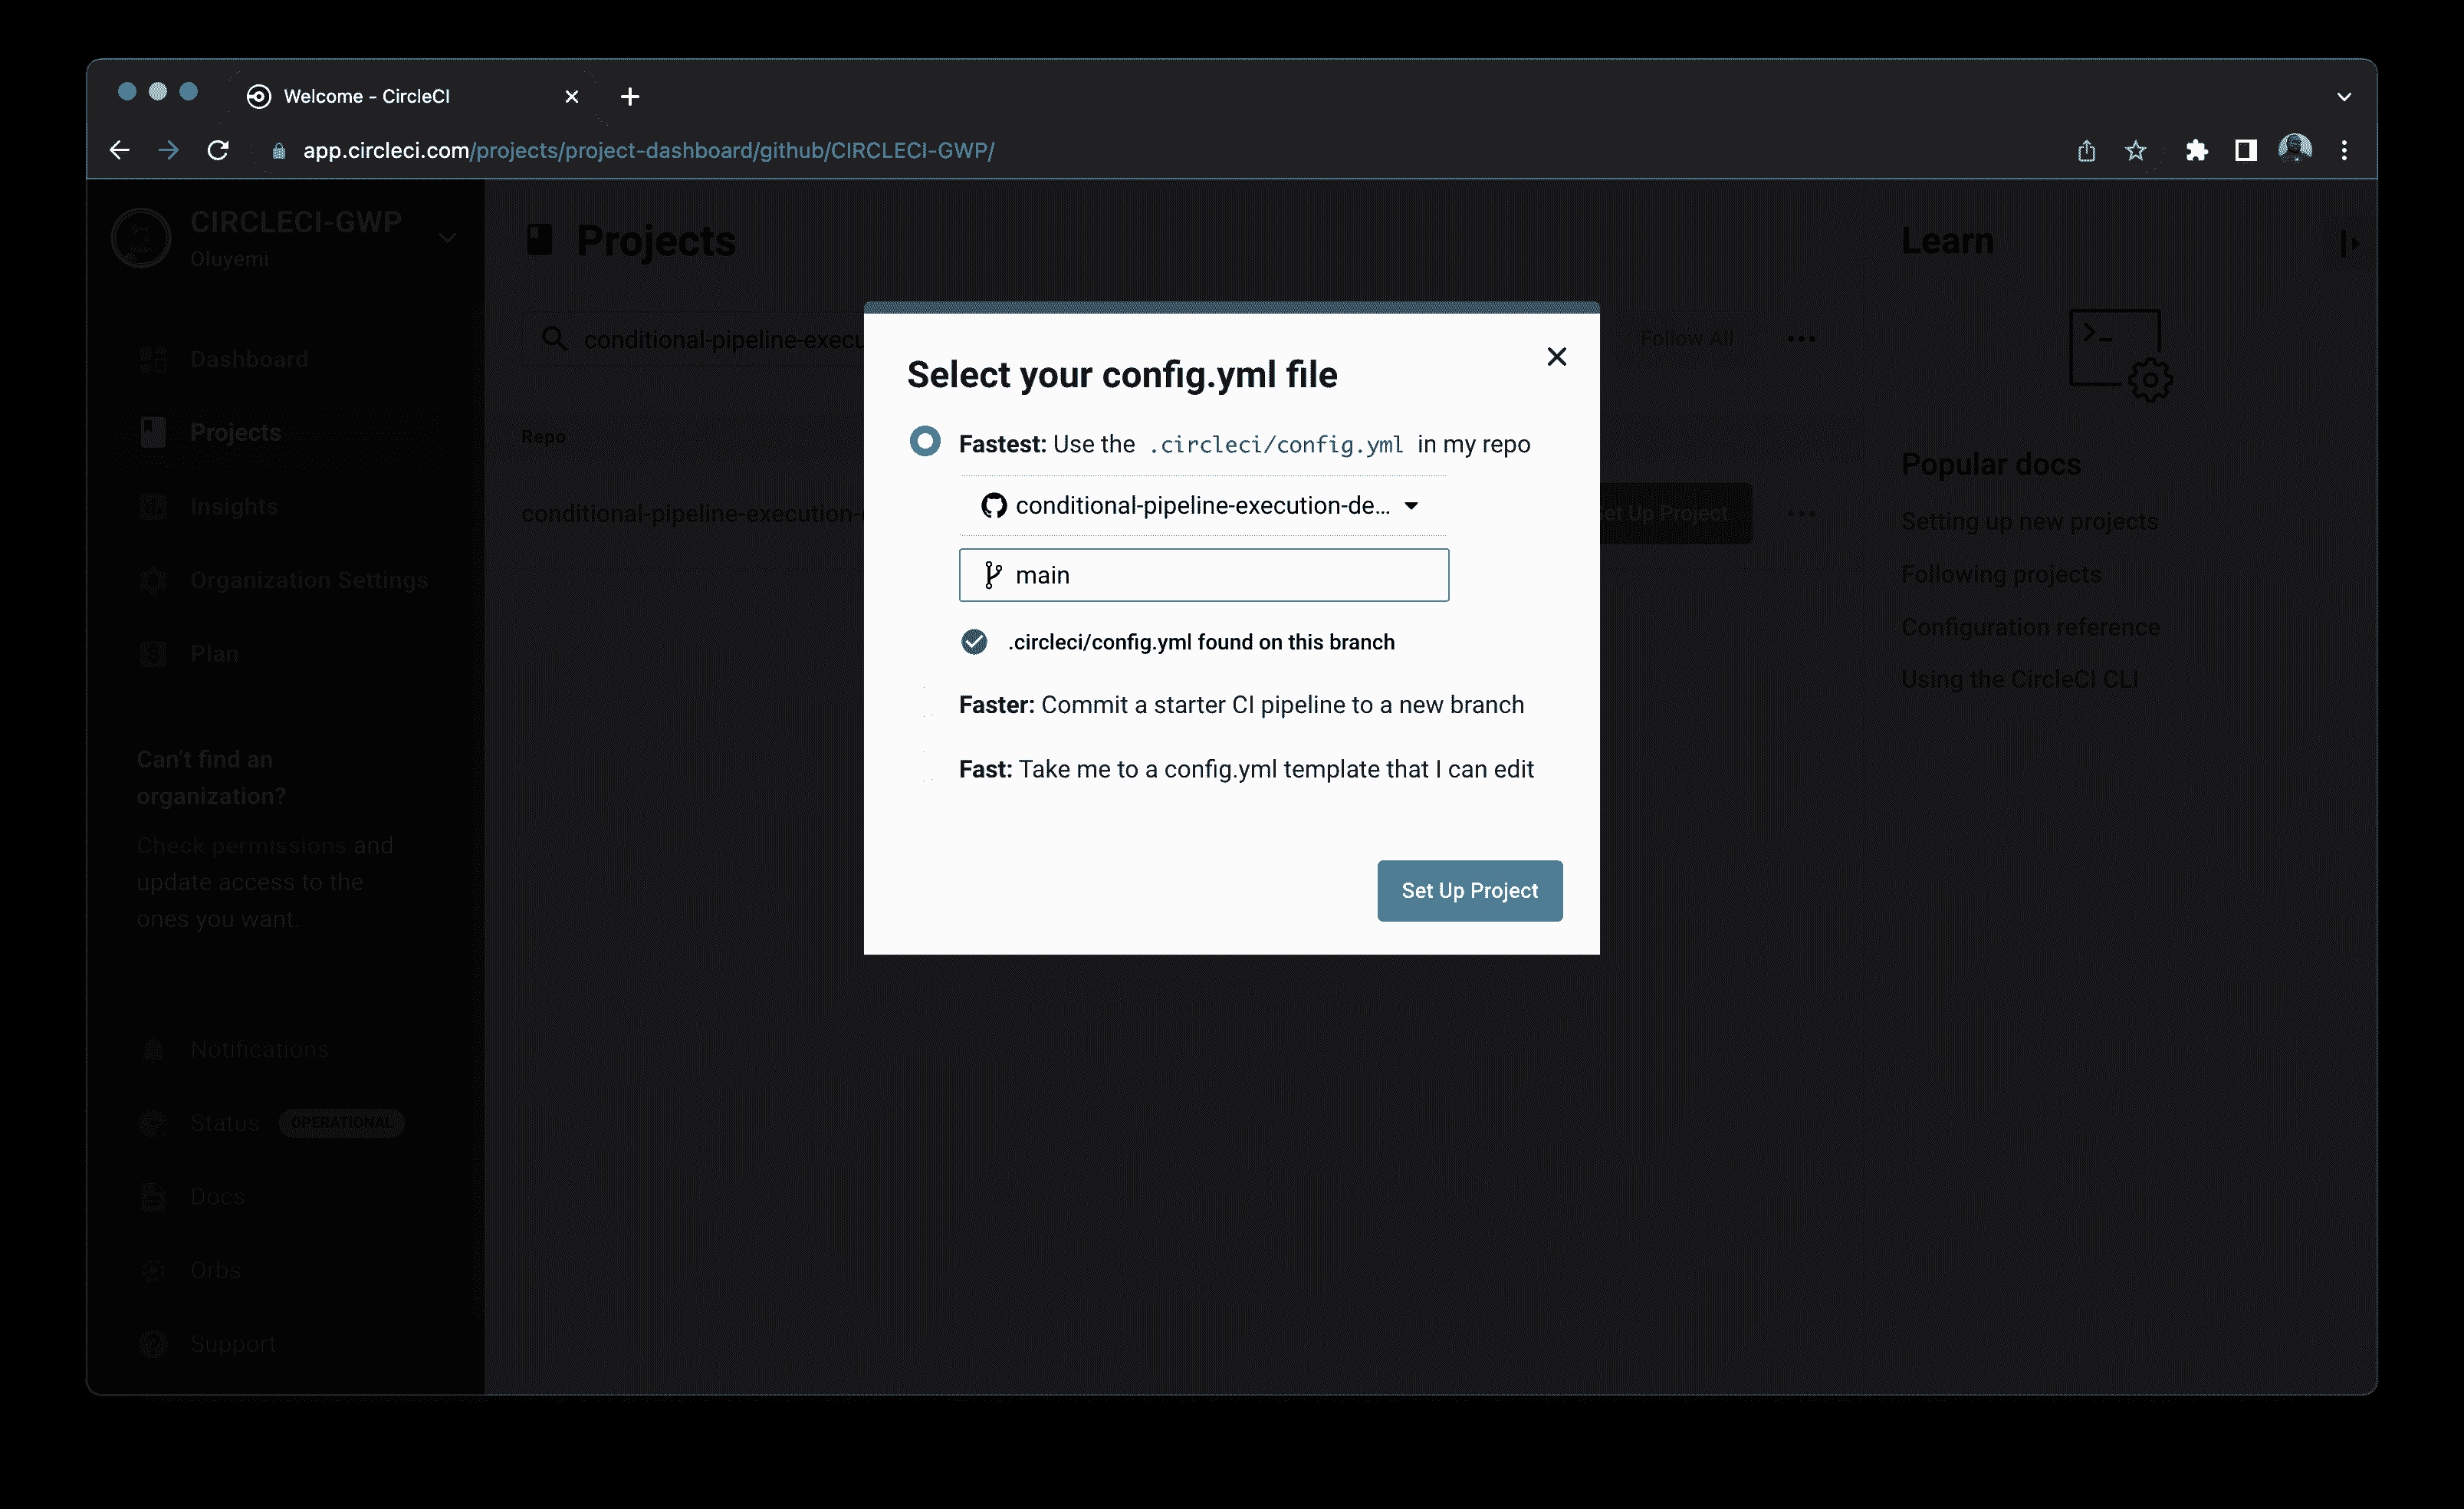 Welcome - CircleCI
app.circleci.com/projects/project-dashboard/github/CIRCLECI-GWP/
CIRCLECI-GWP
Oluyemi
Dashboard
Projects
Insights
Organization Settings
Plan
Can't find an
organization?
Check permissions and
update access to the
ones you want.
Notifications
Status OPERATIONAL
Docs
Orbs
Support
Projects
conditional-pipeline-execu
Follow All
Repo
conditional-pipeline-execution-
Set Up Project
Select your config.yml file
Fastest: Use the .circleci/config.yml in my repo
conditional-pipeline-execution-de...
main
.circleci/config.yml found on this branch
Faster: Commit a starter CI pipeline to a new branch
Fast: Take me to a config.yml template that I can edit
Set Up Project
Learn
Popular docs
Setting up new projects
Following projects
Configuration reference
Using the CircleCI CLI